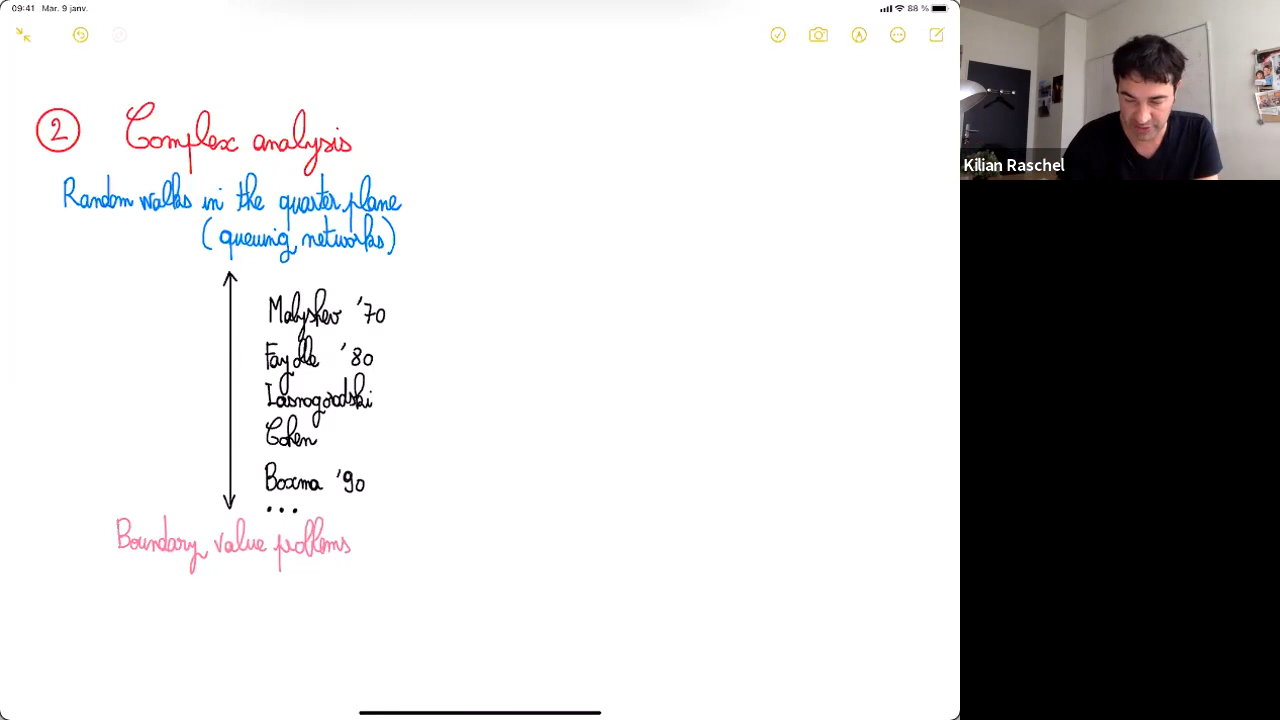 09:41 Mar. 9 janv.
88 %
② Complex analysis
Random walks in the quarter plane
(queuing networks)
Malyshev '70
Fayolle '80
Iasnogorodski
Cohen
Boxma '90
...
Boundary value problems
Kilian Raschel